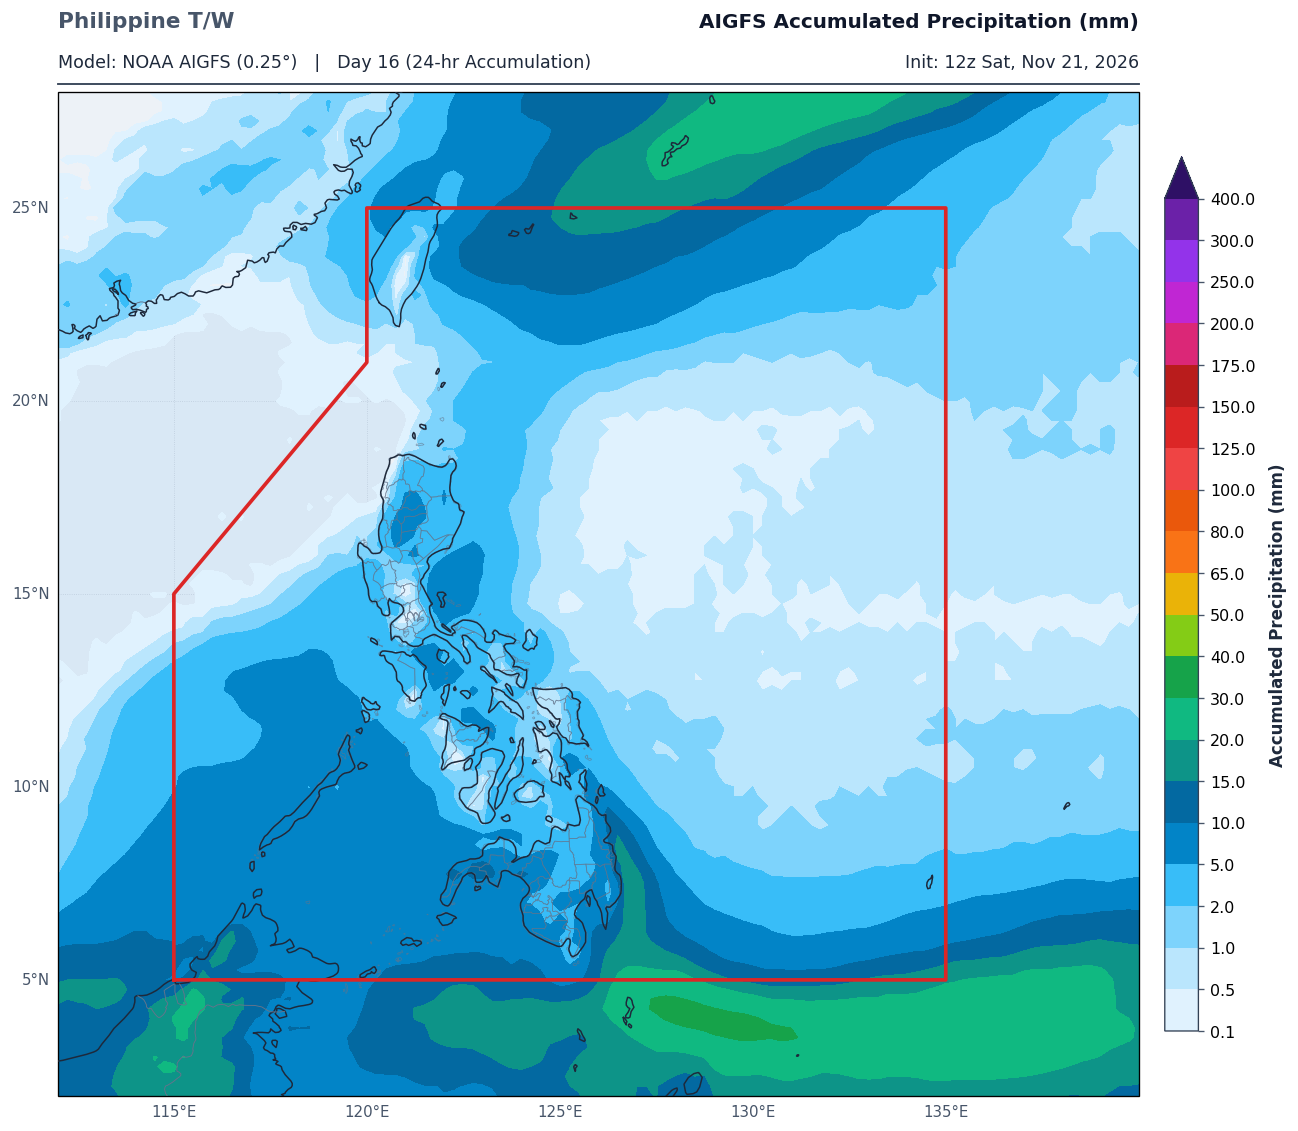 Philippine T/W
AIGFS Accumulated Precipitation (mm)
Model: NOAA AIGFS (0.25°) | Day 16 (24-hr Accumulation)
Init: 12z Sat, Nov 21, 2026
25°N
20°N
15°N
10°N
5°N
115°E
120°E
125°E
130°E
135°E
400.0
300.0
250.0
200.0
175.0
150.0
125.0
100.0
80.0
65.0
50.0
40.0
30.0
20.0
15.0
10.0
5.0
2.0
1.0
0.5
0.1
Accumulated Precipitation (mm)